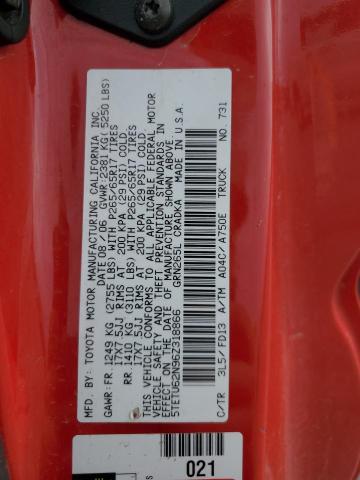 MFD. BY: TOYOTA MOTOR MANUFACTURING CALIFORNIA INC.
DATE 08/06 GVWR 2381 KG (5250 LBS)
GAWR: FR 1249 KG (2755 LBS) WITH P265/65R17 TIRES
17X7.5JJ RIMS AT 200 KPA (29 PSI) COLD.
RR 1410 KG (3110 LBS) WITH P265/65R17 TIRES
17X7.5JJ RIMS AT 200 KPA (29 PSI) COLD.
THIS VEHICLE CONFORMS TO ALL APPLICABLE FEDERAL MOTOR
VEHICLE SAFETY AND BUMPER STANDARDS IN
EFFECT ON THE DATE OF MANUFACTURE SHOWN ABOVE.
5TETU62N96Z318866 GRN265L CRADKA MADE IN U.S.A.
C/TR 3L5/FD13 A/TM A04C/A750E TRUCK NO. 731
021